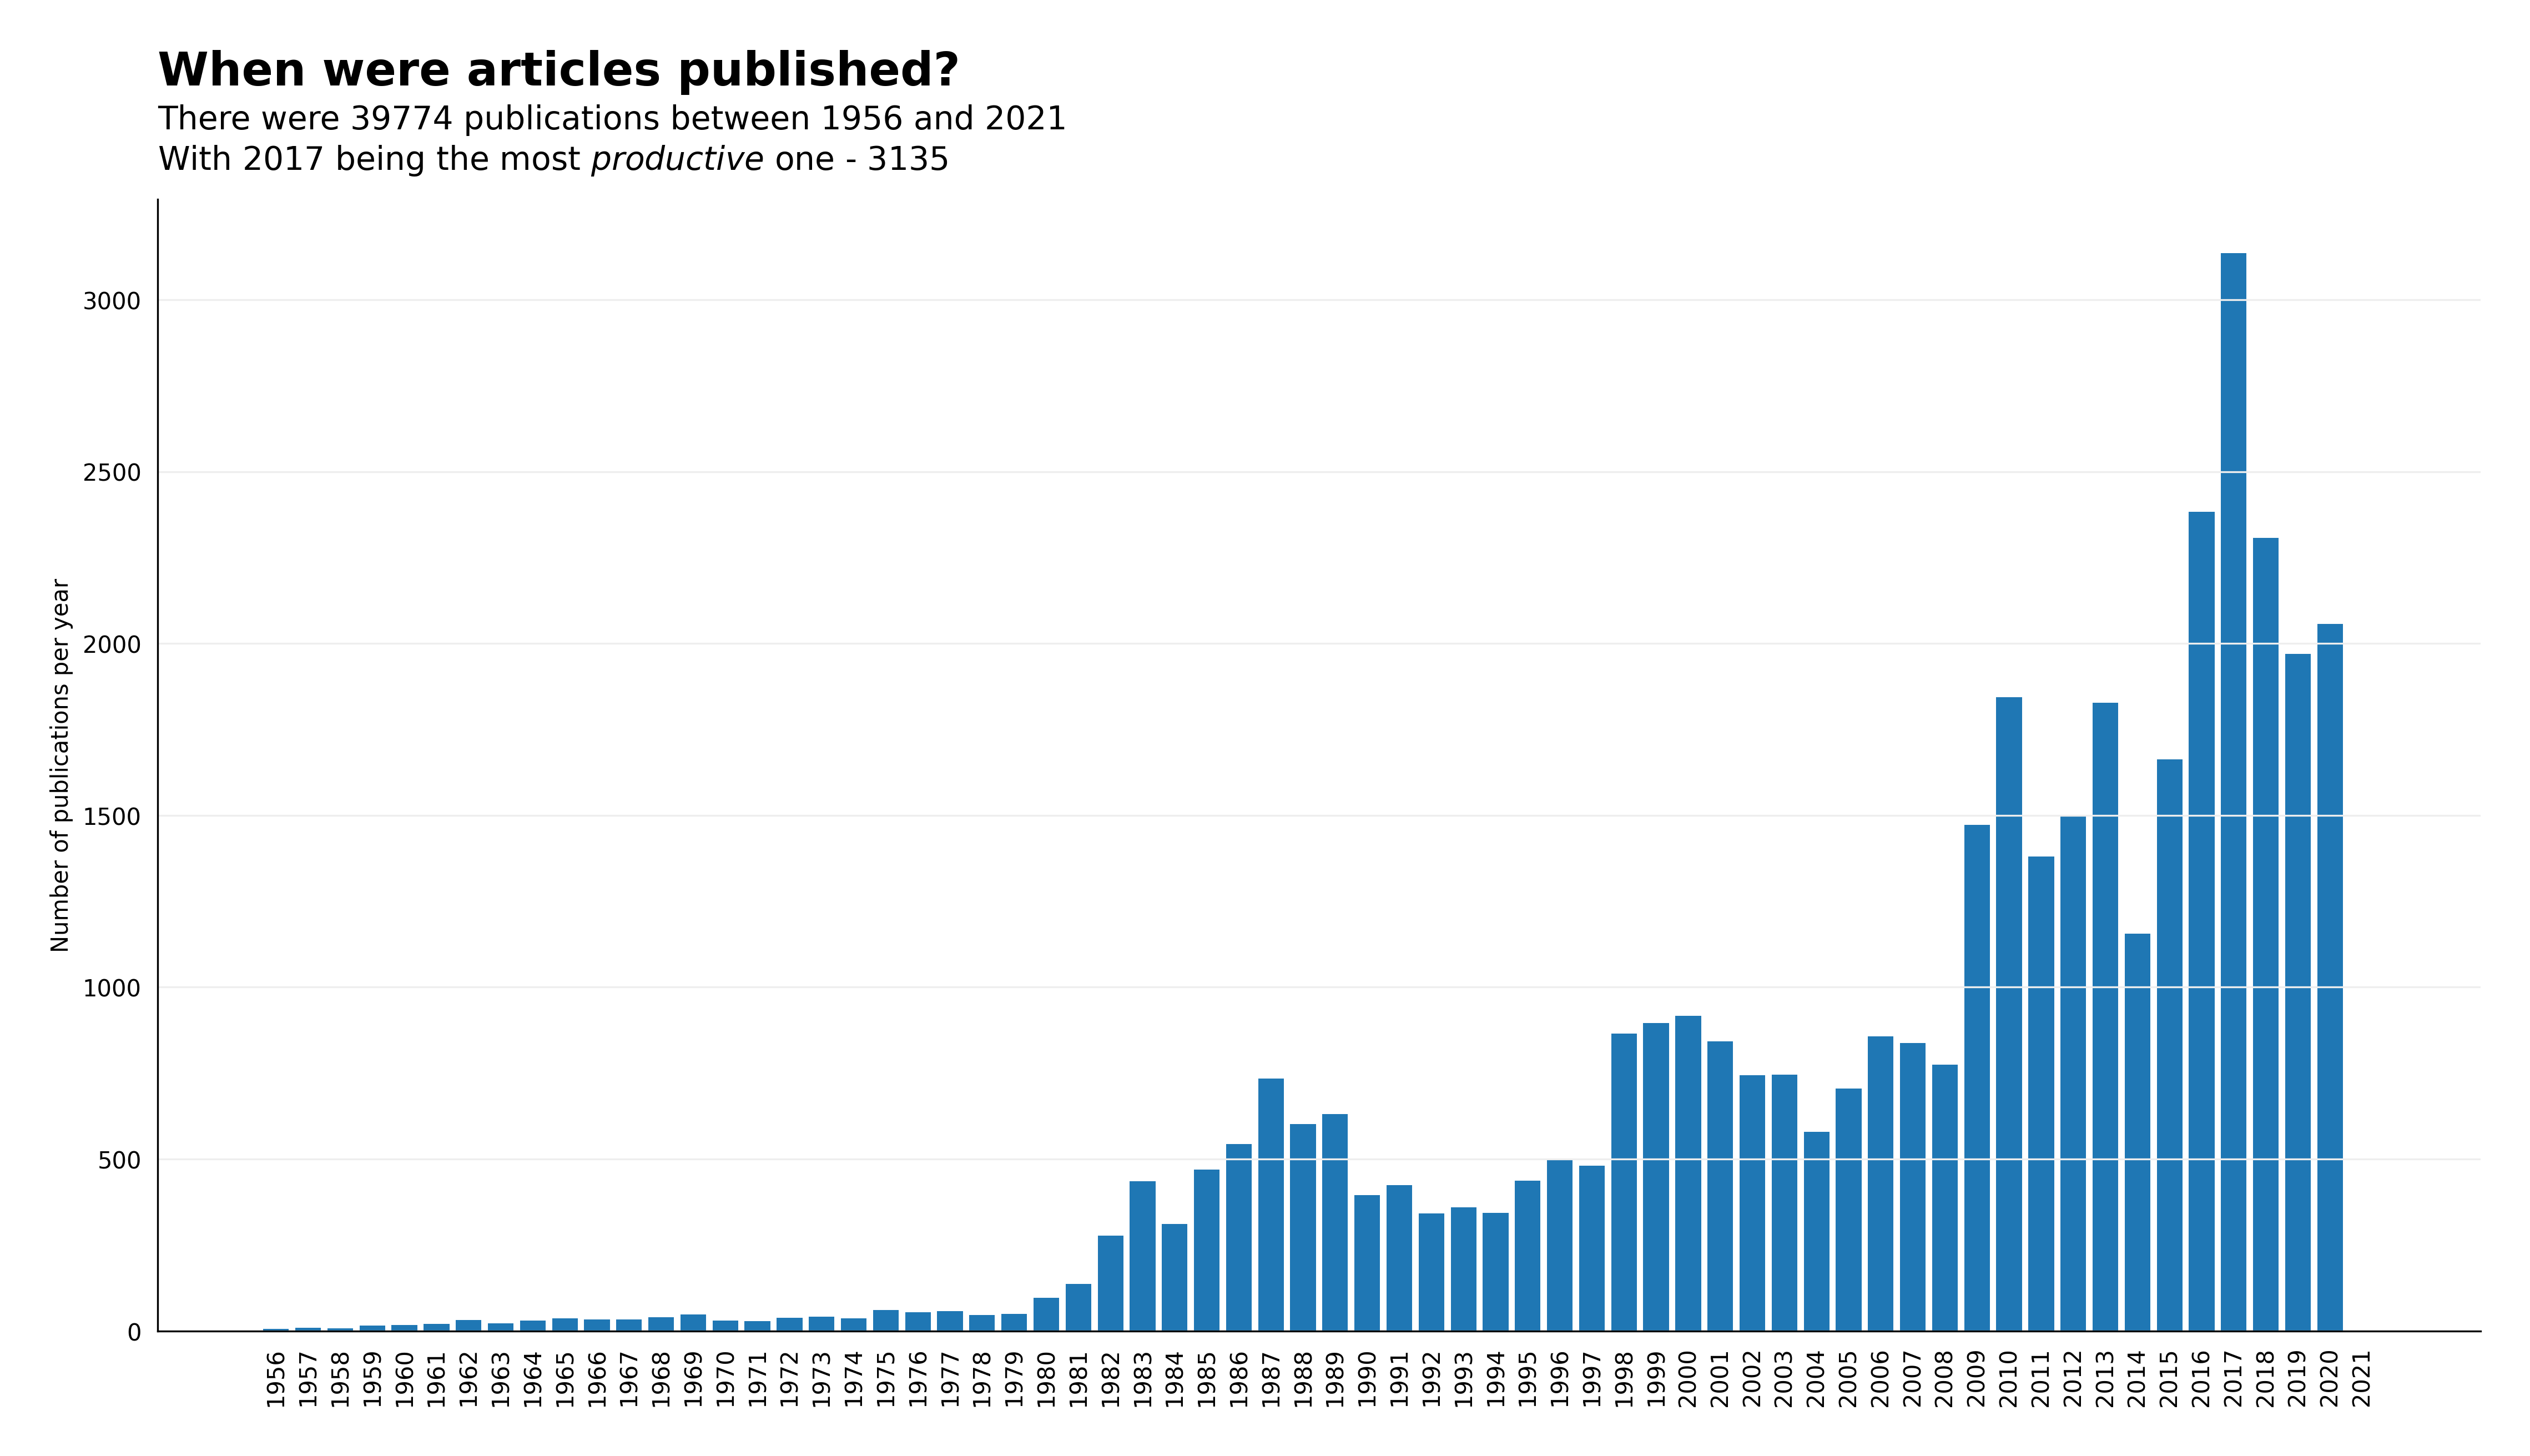 When were articles published?
There were 39774 publications between 1956 and 2021
With 2017 being the most productive one - 3135
Number of publications per year
3000
2500
2000
1500
1000
500
0
1956 1957 1958 1959 1960 1961 1962 1963 1964 1965 1966 1967 1968 1969 1970 1971 1972 1973 1974 1975 1976 1977 1978 1979 1980 1981 1982 1983 1984 1985 1986 1987 1988 1989 1990 1991 1992 1993 1994 1995 1996 1997 1998 1999 2000 2001 2002 2003 2004 2005 2006 2007 2008 2009 2010 2011 2012 2013 2014 2015 2016 2017 2018 2019 2020 2021